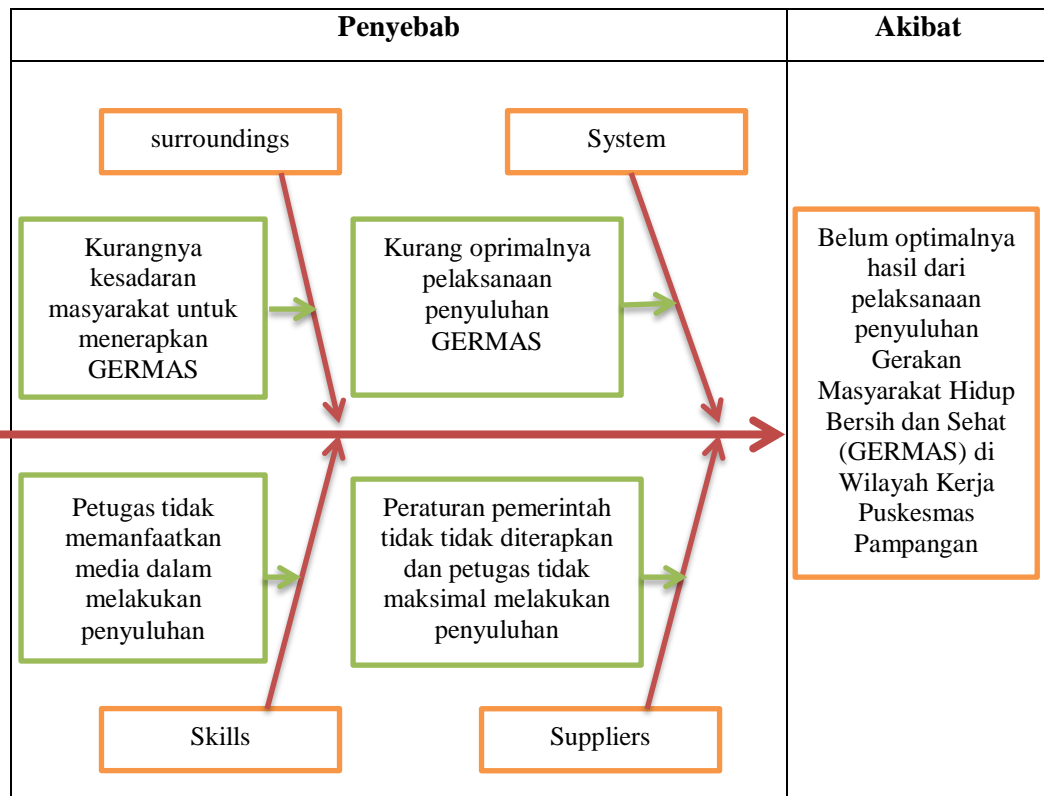 Penyebab
Akibat
surroundings
System
Kurangnya
kesadaran
masyarakat untuk
menerapkan
GERMAS
Kurang oprimalnya
pelaksanaan
penyuluhan
GERMAS
Petugas tidak
memanfaatkan
media dalam
melakukan
penyuluhan
Peraturan pemerintah
tidak tidak diterapkan
dan petugas tidak
maksimal melakukan
penyuluhan
Skills
Suppliers
Belum optimalnya
hasil dari
pelaksanaan
penyuluhan
Gerakan
Masyarakat Hidup
Bersih dan Sehat
(GERMAS) di
Wilayah Kerja
Puskesmas
Pampangan